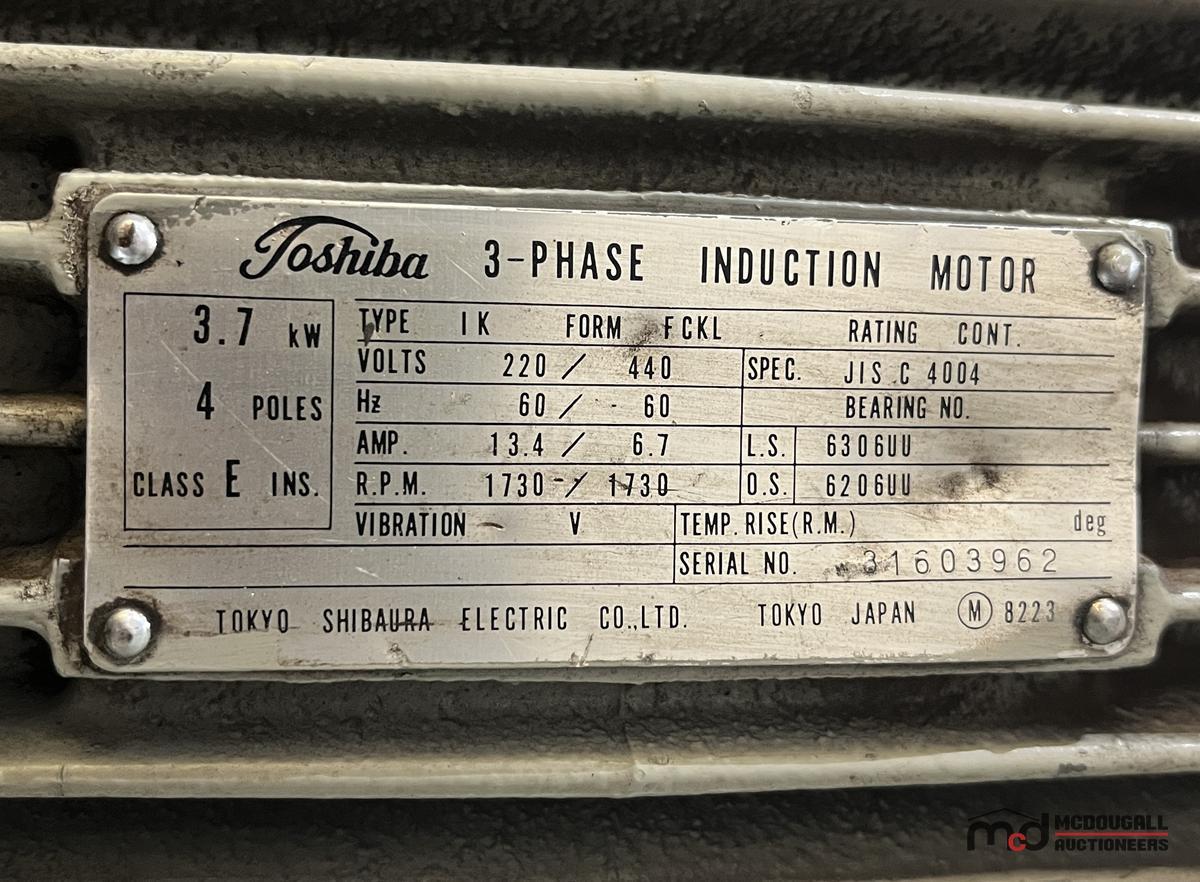 Toshiba 3-PHASE INDUCTION MOTOR
3.7 kW
4 POLES
CLASS E INS.
TYPE IK FORM FCKL RATING CONT.
VOLTS 220 / 440 SPEC. JIS C 4004
Hz 60 / 60 BEARING NO.
AMP. 13.4 / 6.7 L.S. 6306UU
R.P.M. 1730 / 1730 O.S. 6206UU
VIBRATION V TEMP. RISE (R.M.) deg
SERIAL NO. 31603962
TOKYO SHIBAURA ELECTRIC CO.,LTD. TOKYO JAPAN Ⓜ 8223
mcd MCDOUGALL
AUCTIONEERS